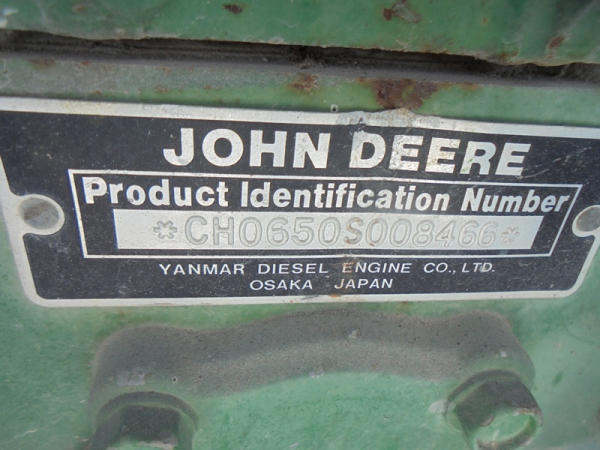 JOHN DEERE
Product Identification Number
*CH0650S008466*
YANMAR DIESEL ENGINE CO., LTD.
OSAKA JAPAN